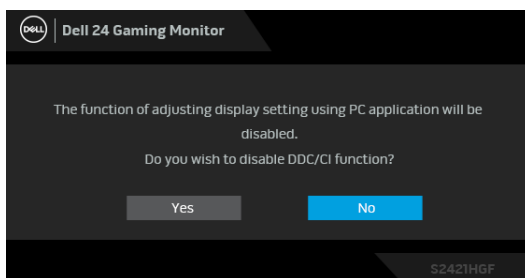 DELL | Dell 24 Gaming Monitor
The function of adjusting display setting using PC application will be
disabled.
Do you wish to disable DDC/CI function?
Yes No
S2421HGF